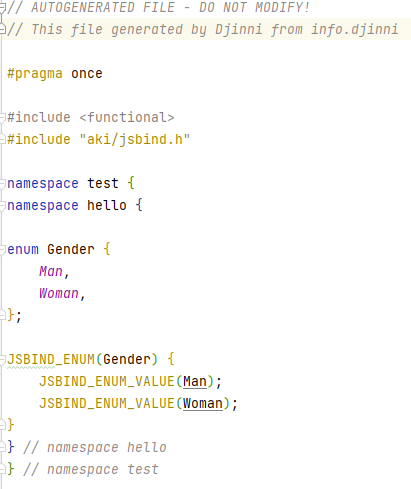 // AUTOGENERATED FILE - DO NOT MODIFY!
// This file generated by Djinni from info.djinni
#pragma once
#include <functional>
#include "aki/jsbind.h"
namespace test {
namespace hello {
enum Gender {
    Man,
    Woman,
};
JSBIND_ENUM(Gender) {
    JSBIND_ENUM_VALUE(Man);
    JSBIND_ENUM_VALUE(Woman);
}
} // namespace hello
} // namespace test